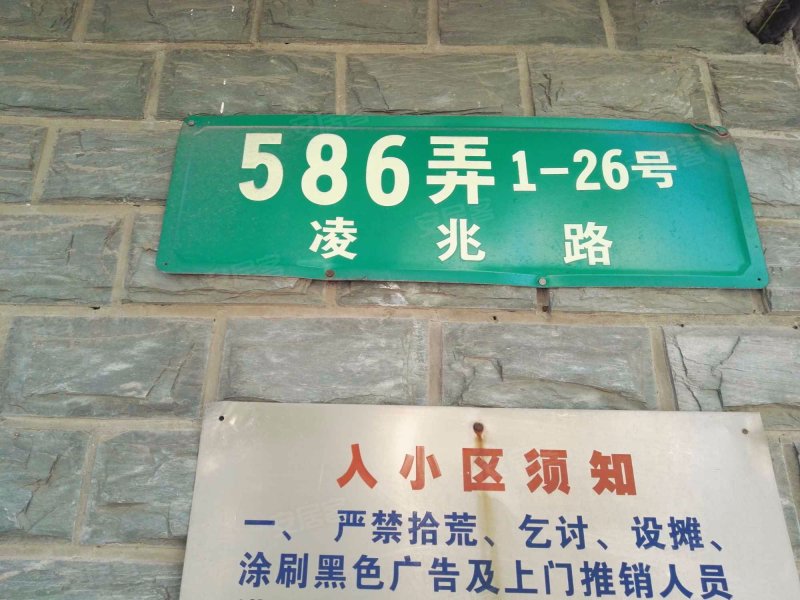 586弄 1-26号
凌兆路
入小区须知
一、 严禁拾荒、乞讨、设摊、
涂刷黑色广告及上门推销人员